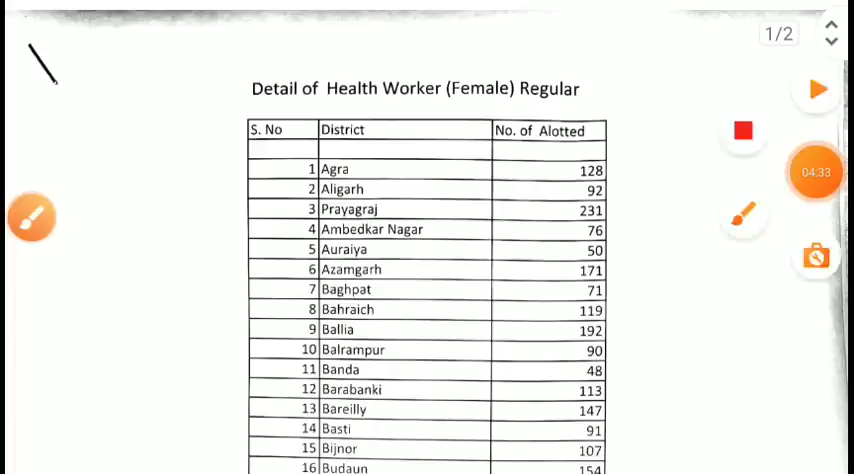 1/2
Detail of Health Worker (Female) Regular
S. No District No. of Alotted
1 Agra 128
2 Aligarh 92
3 Prayagraj 231
4 Ambedkar Nagar 76
5 Auraiya 50
6 Azamgarh 171
7 Baghpat 71
8 Bahraich 119
9 Ballia 192
10 Balrampur 90
11 Banda 48
12 Barabanki 113
13 Bareilly 147
14 Basti 91
15 Bijnor 107
16 Budaun 154
04:33